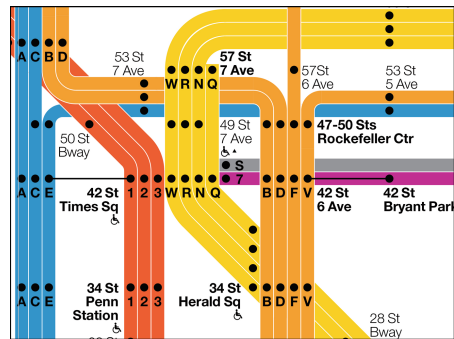 A C B D
53 St
7 Ave
57 St
7 Ave
57St
6 Ave
53 St
5 Ave
W R N Q
50 St
Bway
49 St
7 Ave
47-50 Sts
Rockefeller Ctr
S
7
A C E
42 St
Times Sq
1 2 3
W R N Q
B D F V
42 St
6 Ave
42 St
Bryant Park
A C E
34 St
Penn
Station
1 2 3
34 St
Herald Sq
B D F V
28 St
Bway